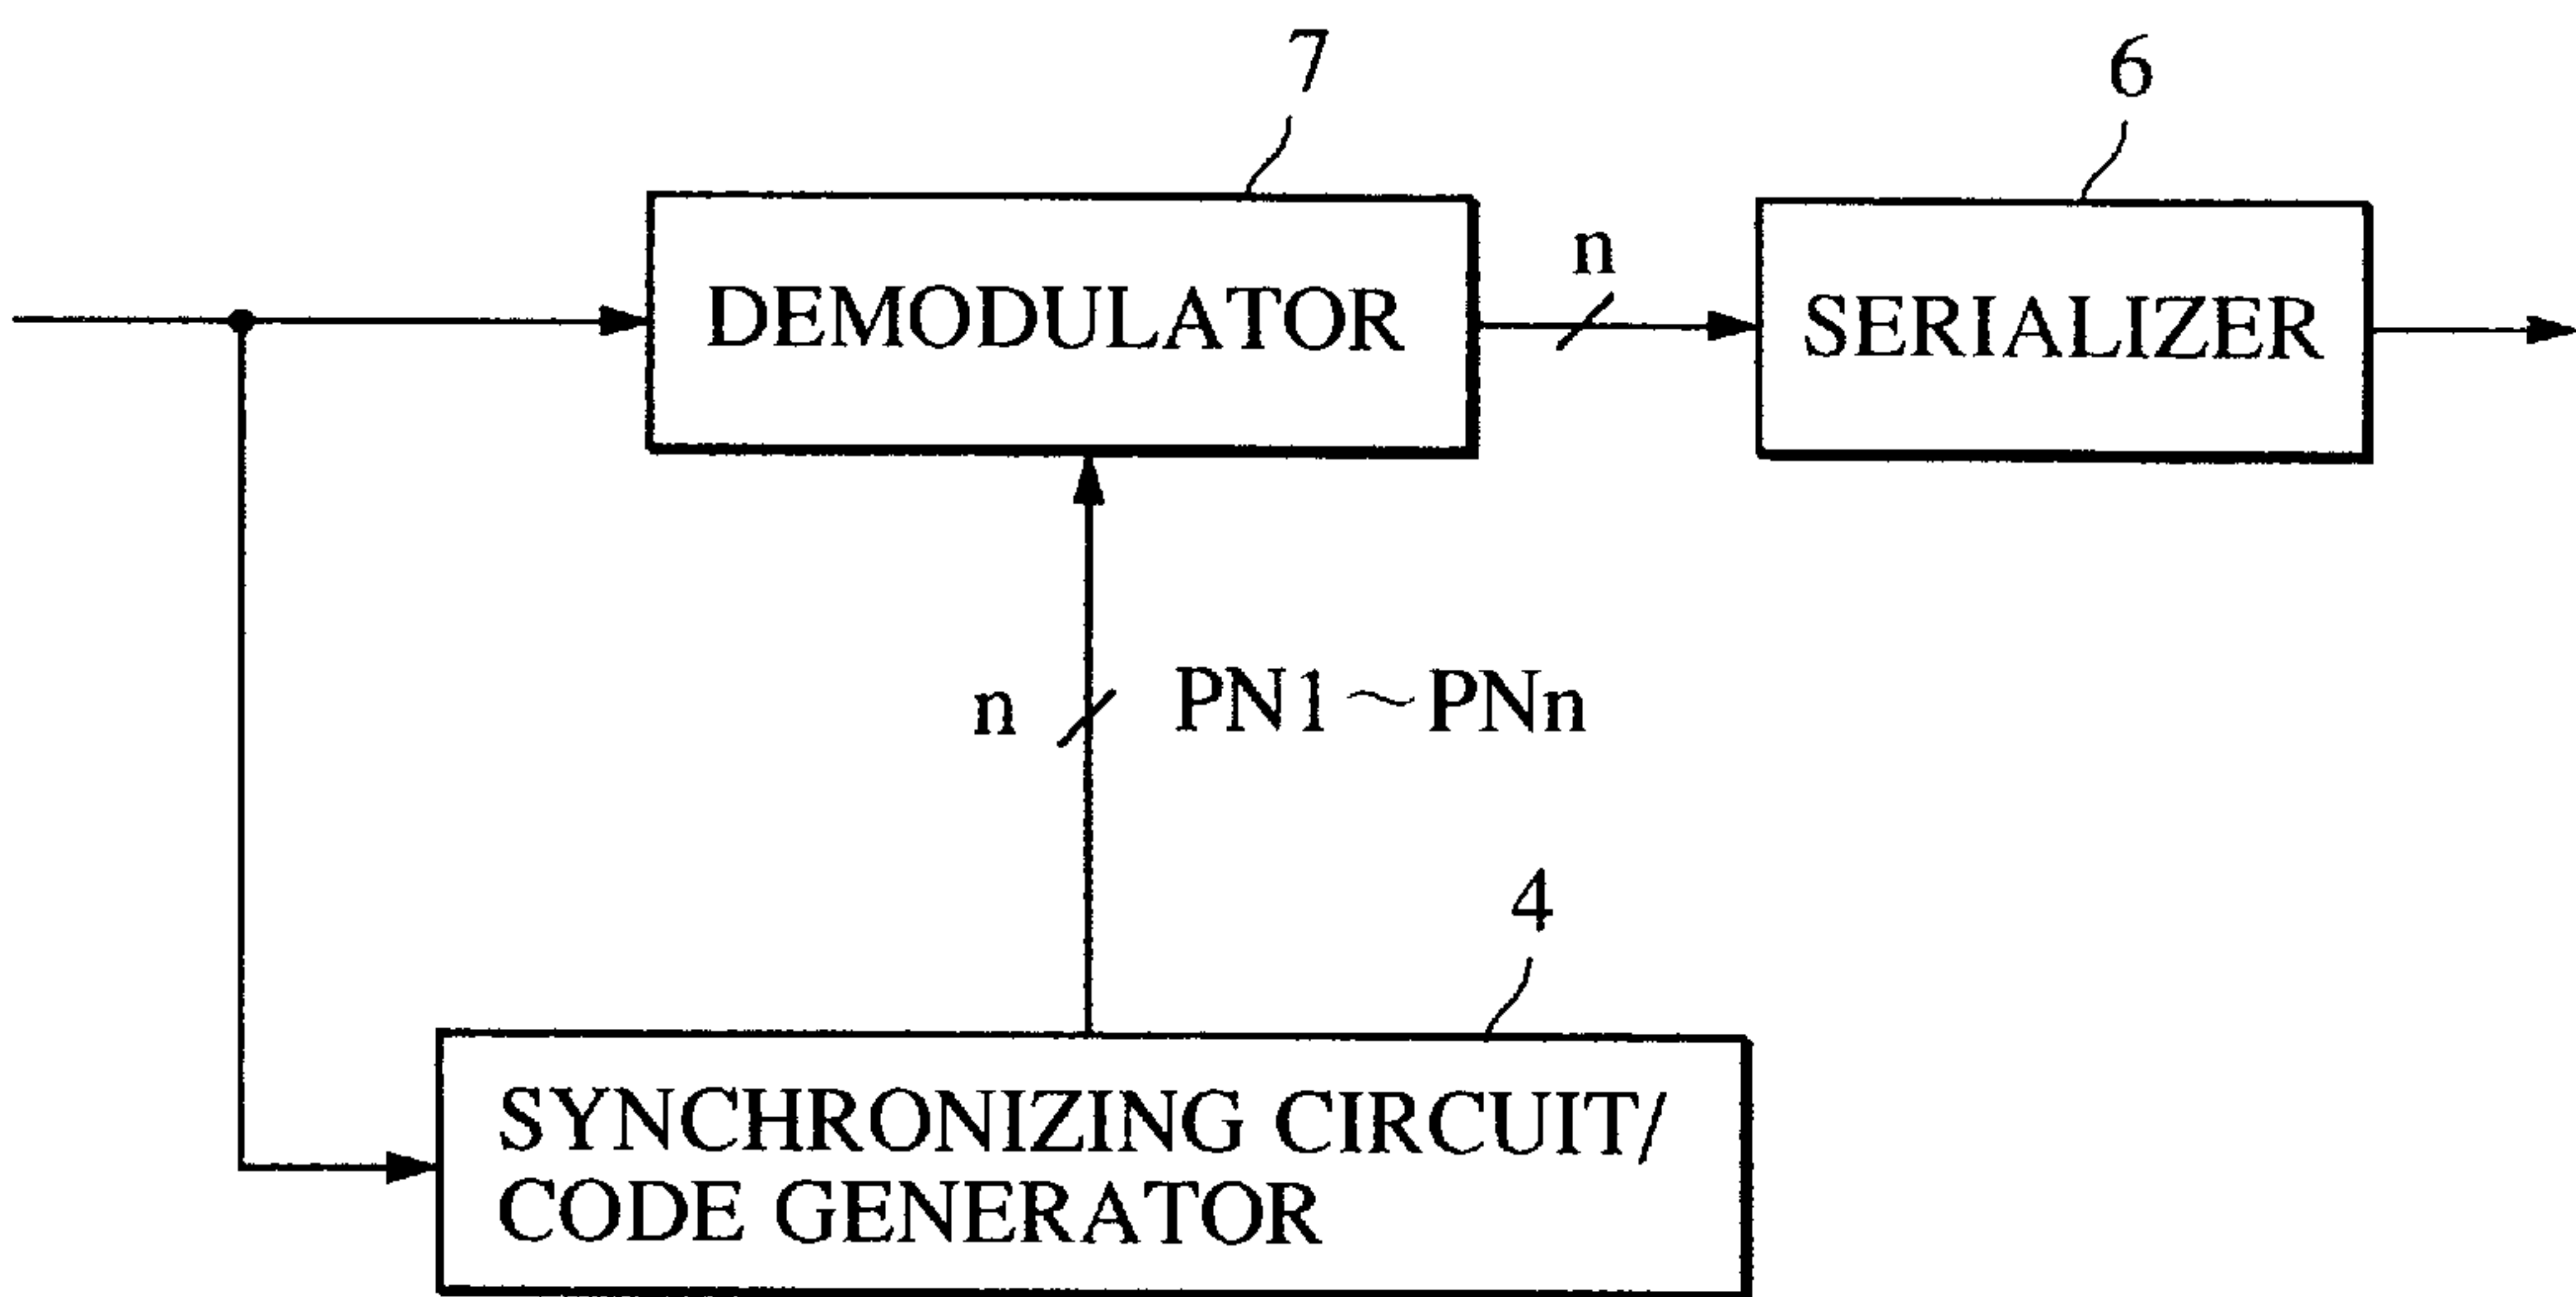 7
6
DEMODULATOR
n
SERIALIZER
n
PN1～PNn
4
SYNCHRONIZING CIRCUIT/
CODE GENERATOR